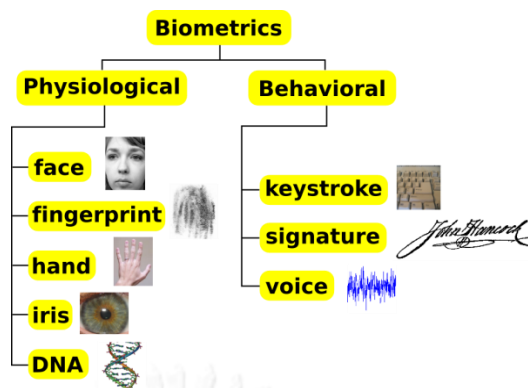 Biometrics
Physiological
face
fingerprint
hand
iris
DNA
Behavioral
keystroke
signature
John Hancock
voice